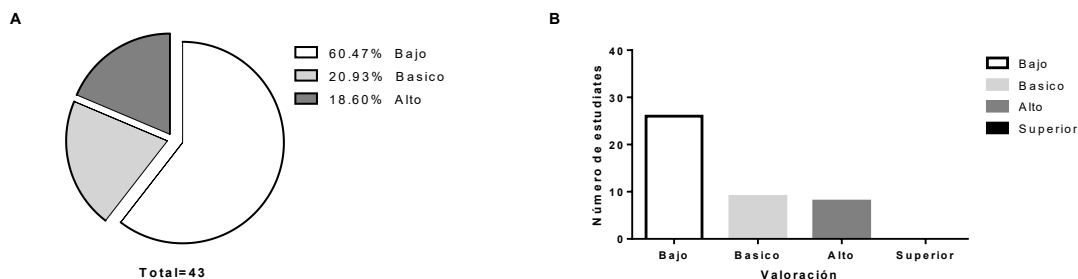 A
60.47% Bajo
20.93% Basico
18.60% Alto
Total=43
B
Número de estudiates
40
30
20
10
0
Bajo
Basico
Alto
Superior
Valoración
Bajo
Basico
Alto
Superior